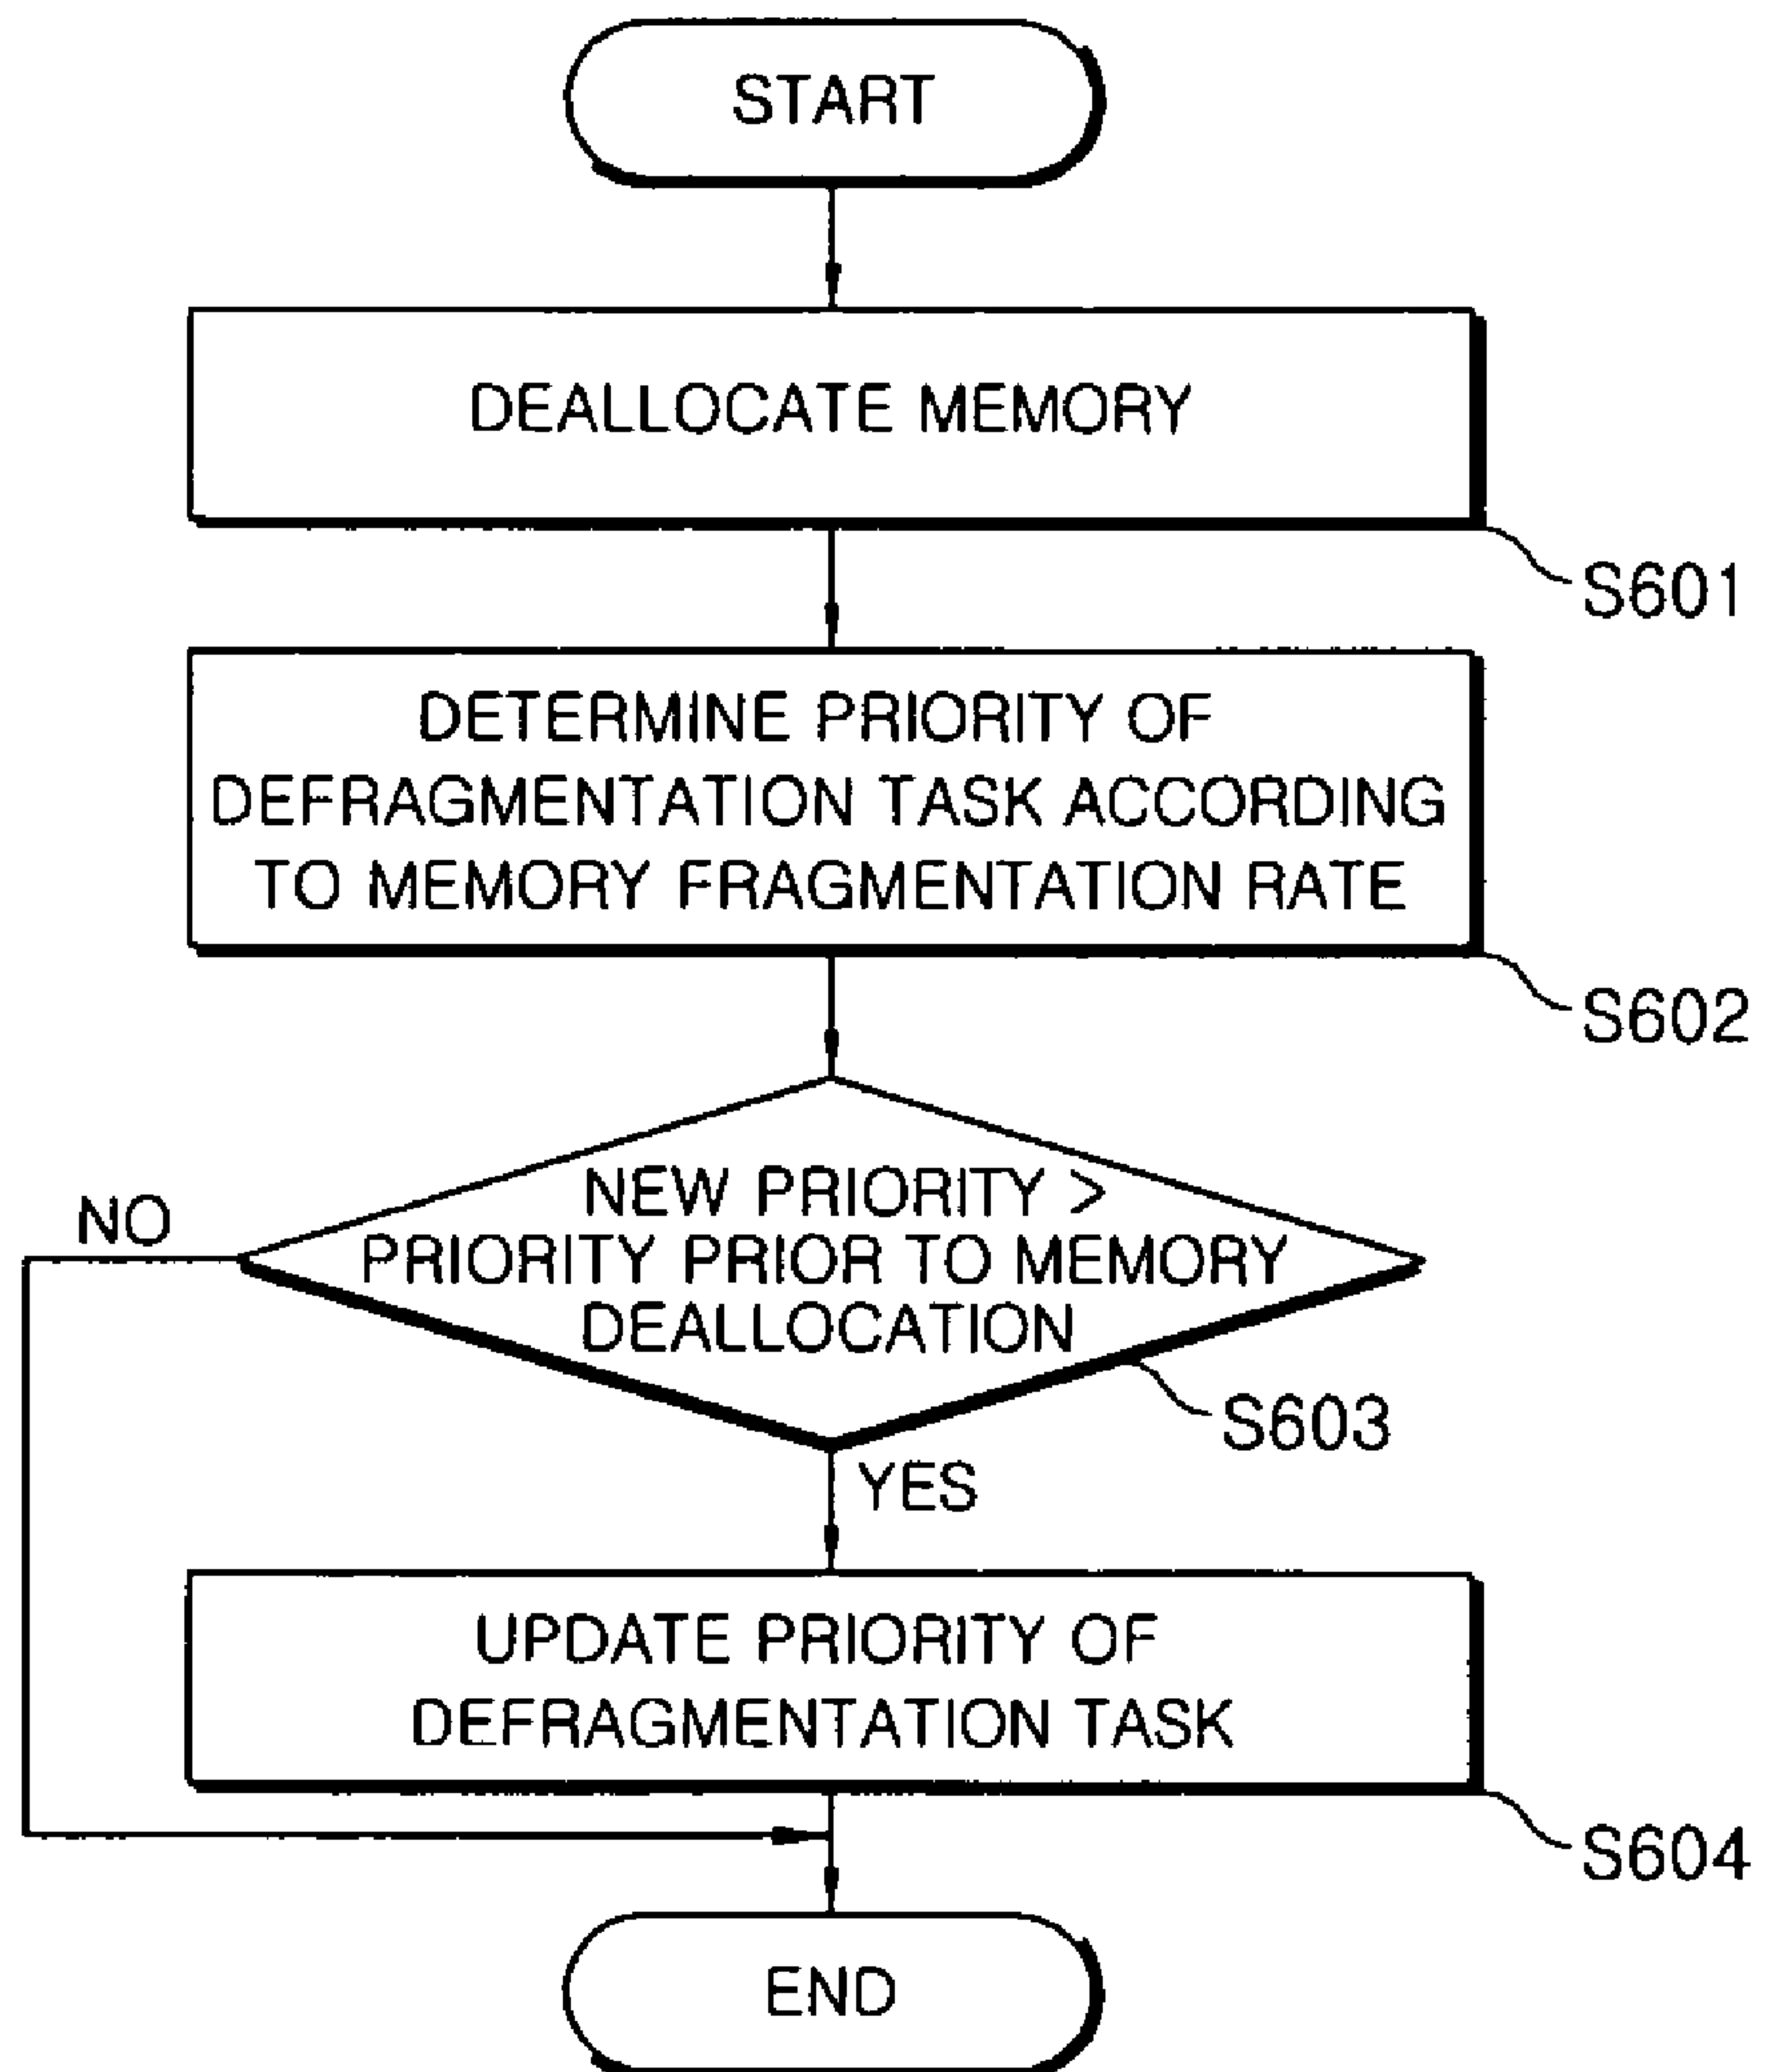 START
DEALLOCATE MEMORY
S601
DETERMINE PRIORITY OF
DEFRAGMENTATION TASK ACCORDING
TO MEMORY FRAGMENTATION RATE
S602
NEW PRIORITY >
PRIORITY PRIOR TO MEMORY
DEALLOCATION
NO
S603
YES
UPDATE PRIORITY OF
DEFRAGMENTATION TASK
S604
END